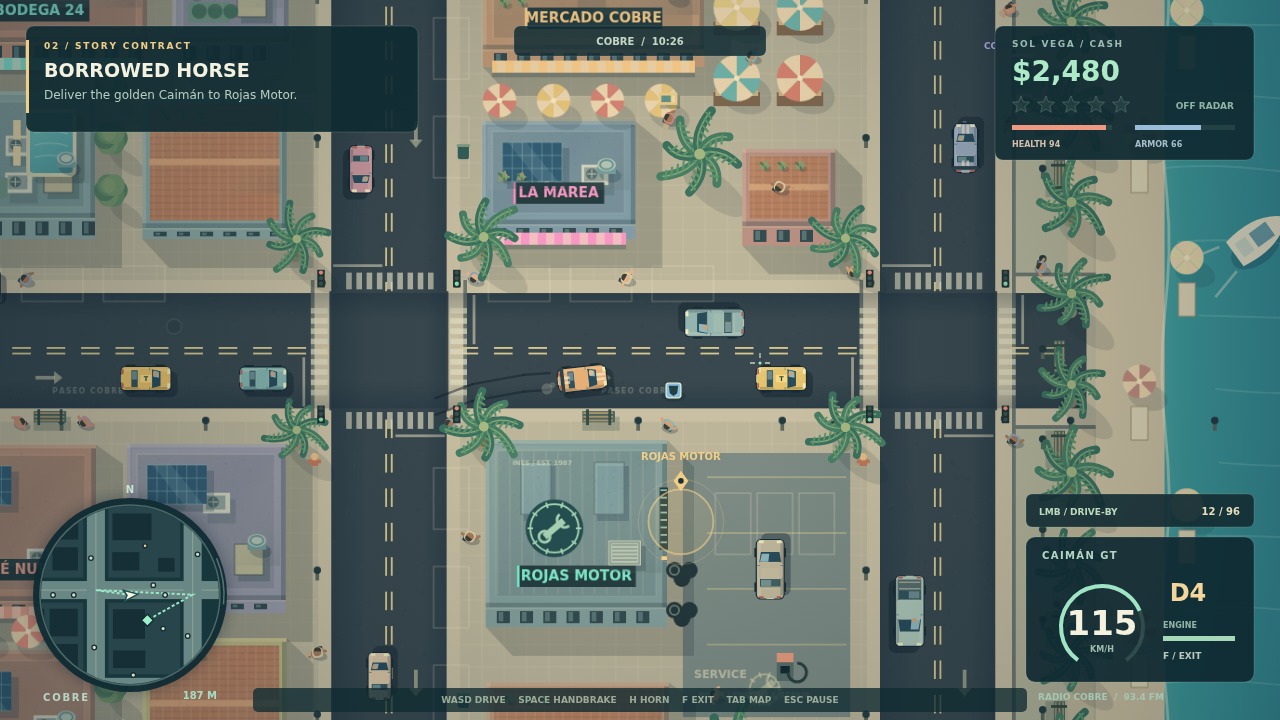 BODEGA 24
02 / STORY CONTRACT
BORROWED HORSE
Deliver the golden Caimán to Rojas Motor.
MERCADO COBRE
COBRE / 10:26
SOL VEGA / CASH
$2,480
OFF RADAR
HEALTH 94
ARMOR 66
LA MAREA
T
T
PASEO COBRE
PASEO COBRE
ROJAS MOTOR
ROJAS MOTOR
SERVICE
N
COBRE
187 M
LMB / DRIVE-BY
12 / 96
CAIMÁN GT
115
KM/H
D4
ENGINE
F / EXIT
WASD DRIVE SPACE HANDBRAKE H HORN F EXIT TAB MAP ESC PAUSE
RADIO COBRE / 93.4 FM